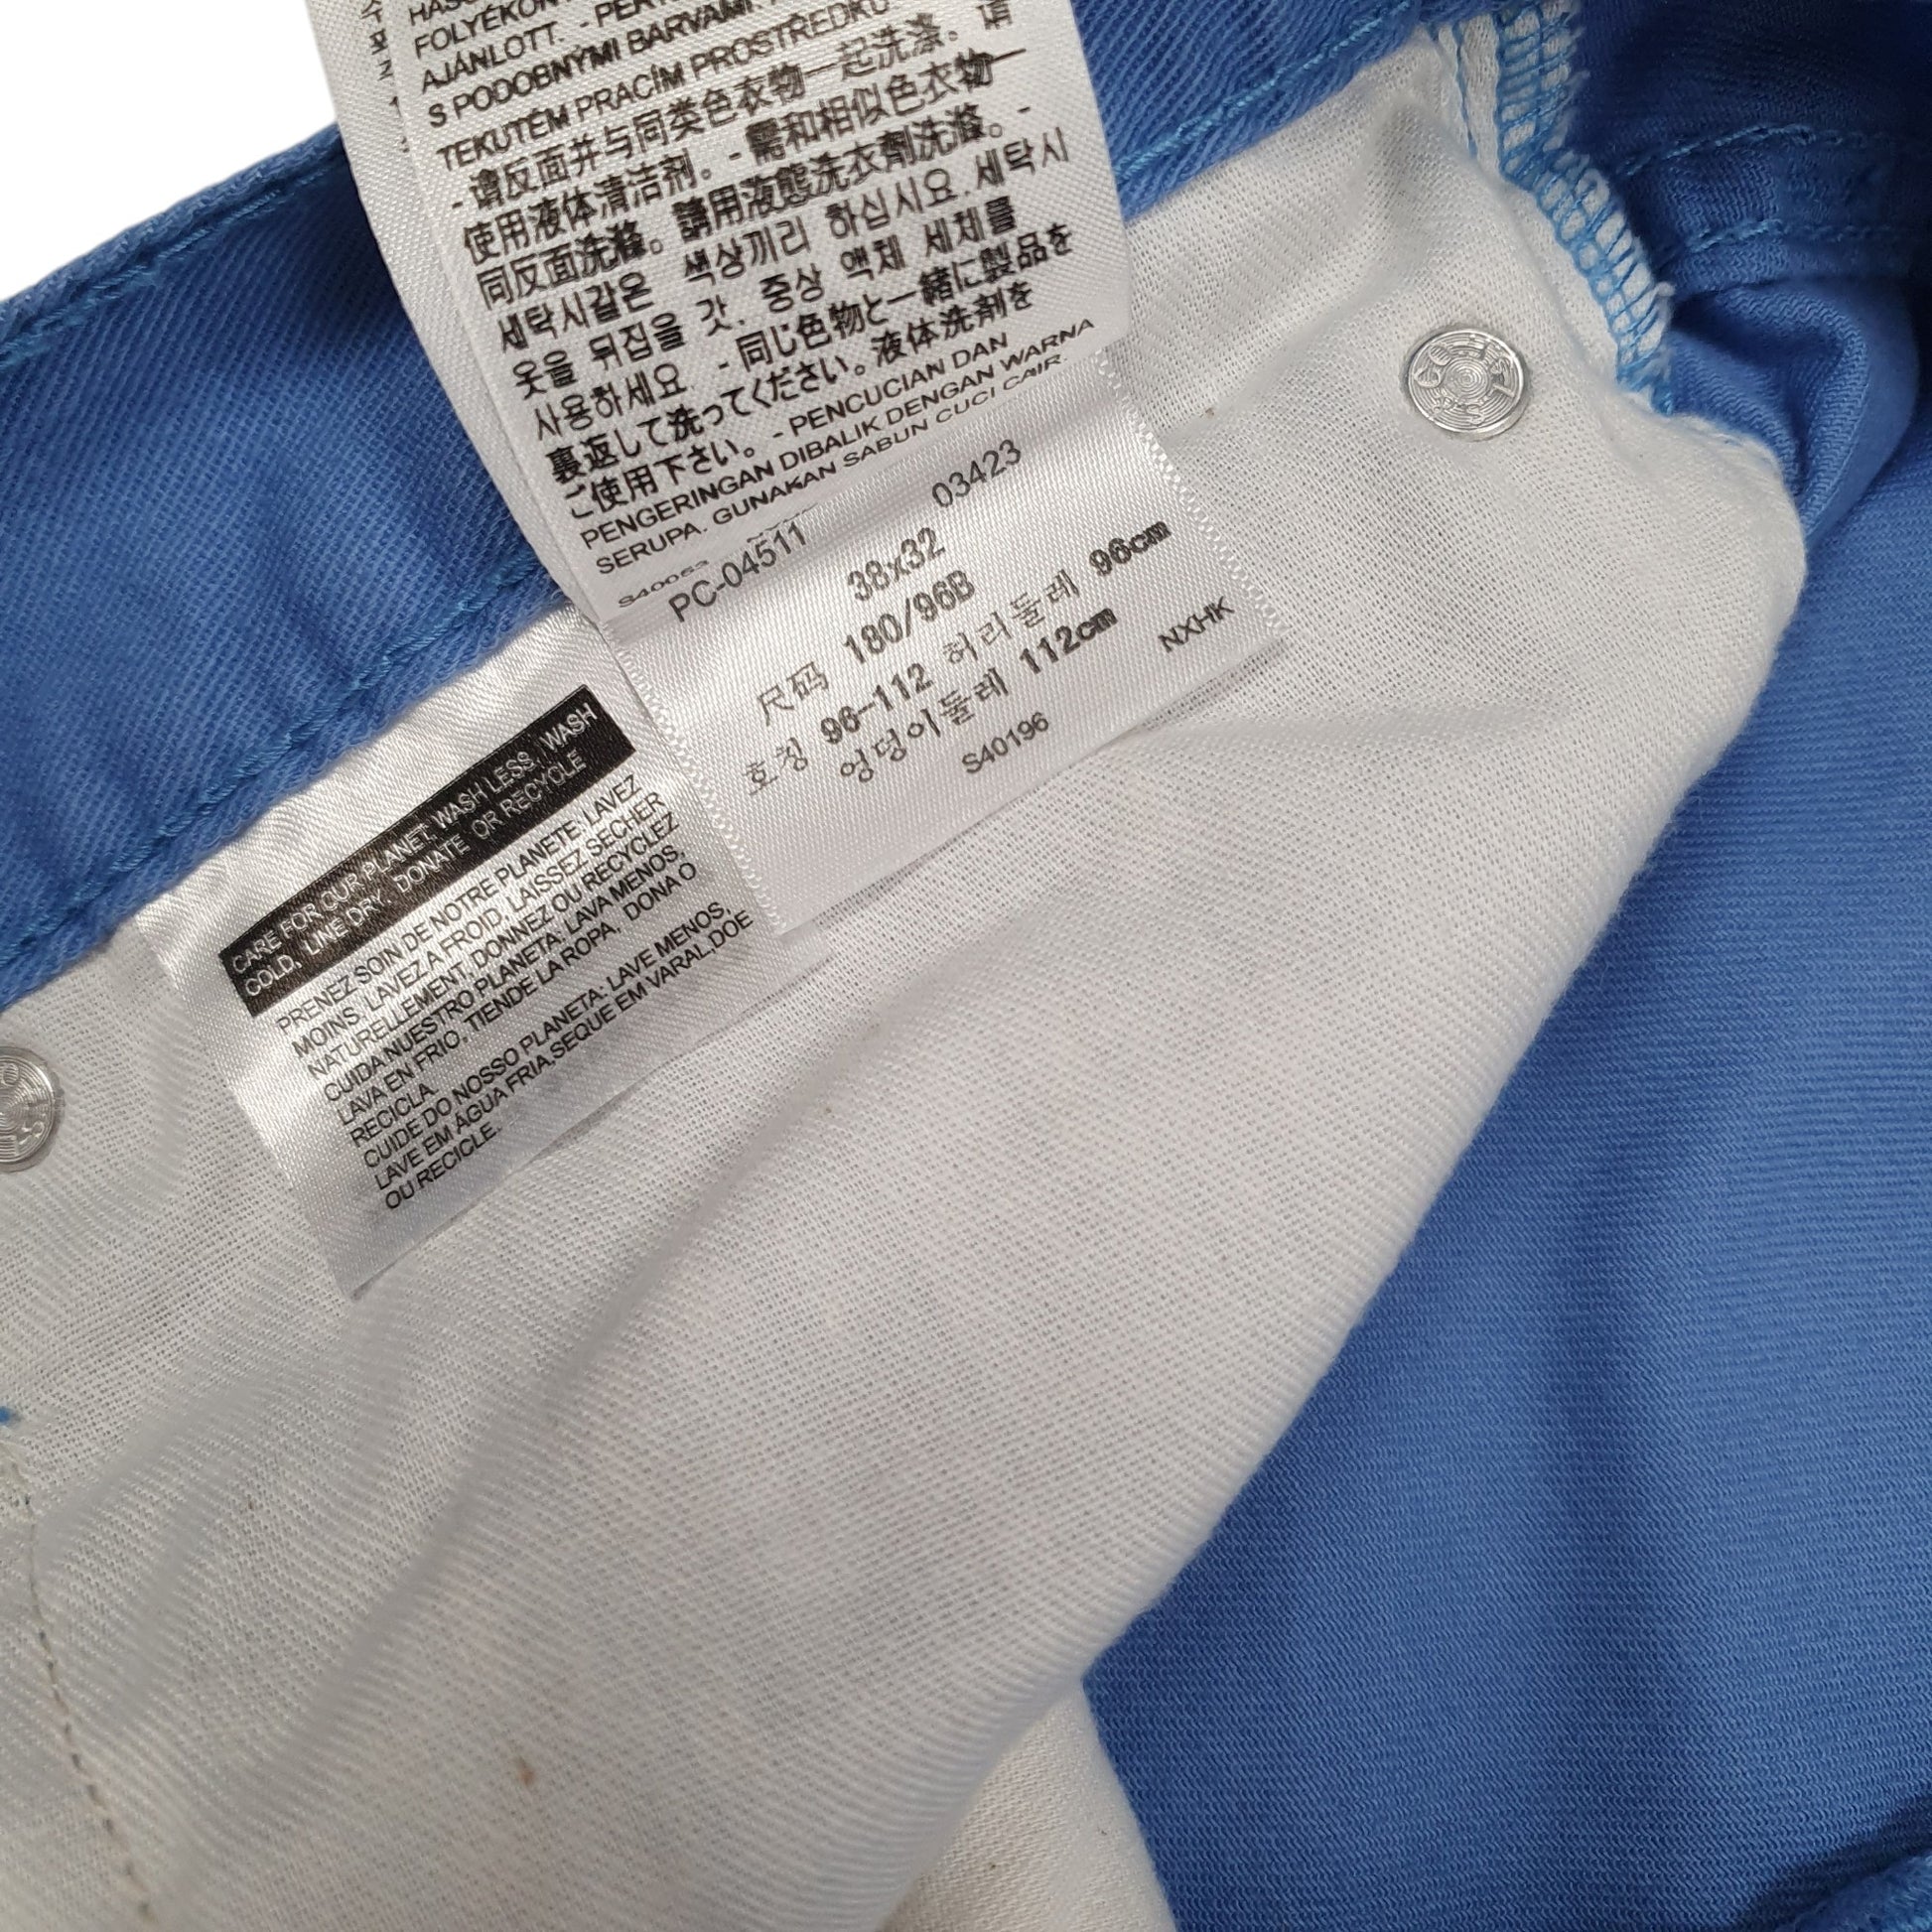 FOLYÉKON
AJÁNLOTT.
S PODOBNÝMI BARVAMI.
TEKUTÉM PRACÍM PROSTŘEDKU
- 请反面并与同类色衣物一起洗涤。请
使用液体清洁剂。- 需和相似色衣物一
同反面洗滌。請用液態洗衣劑洗滌。-
세탁시같은 색상끼리 하십시요. 세탁시
옷을 뒤집을 것. 중상 액체 세제를
사용하세요. - 同じ色物と一緒に製品を
裏返して洗ってください。液体洗剤を
ご使用下さい。- PENCUCIAN DAN
PENGERINGAN DIBALIK DENGAN WARNA
SERUPA. GUNAKAN SABUN CUCI CAIR.
PC-04511 03423
38x32
尺码 180/96B
호칭 96-112 허리둘레 96cm
엉덩이둘레 112cm
S40196 NXHK
CARE FOR OUR PLANET: WASH LESS, WASH
COLD, LINE DRY, DONATE OR RECYCLE
PRENEZ SOIN DE NOTRE PLANETE: LAVEZ
MOINS, LAVEZ A FROID, LAISSEZ SECHER
NATURELLEMENT, DONNEZ OU RECYCLEZ
CUIDA NUESTRO PLANETA: LAVA MENOS,
LAVA EN FRIO, TIENDE LA ROPA, DONA O
RECICLA.
CUIDE DO NOSSO PLANETA: LAVE MENOS,
LAVE EM ÁGUA FRIA,SEQUE EM VARAL,DOE
OU RECICLE.